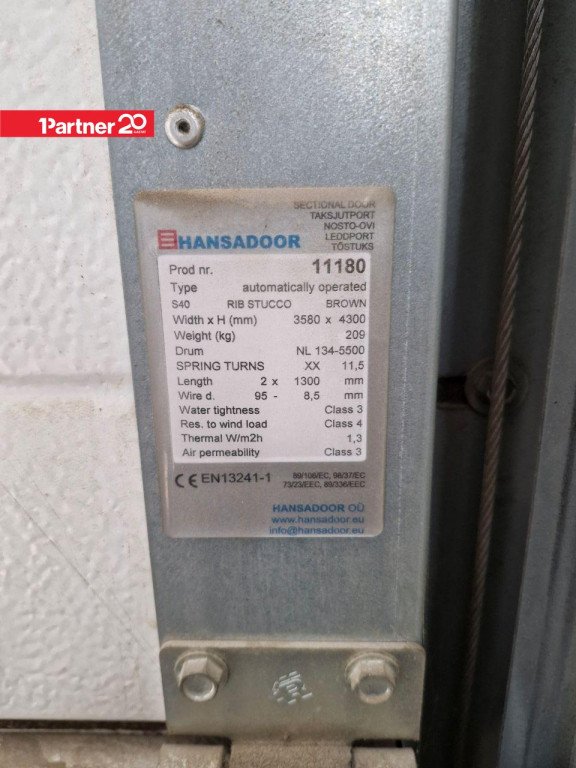 1Partner 20
SECTIONAL DOOR
TAKSJUTPORT
NOSTO-OVI
LEDDPORT
TÕSTUKS
HANSADOOR
Prod nr. 11180
Type automatically operated
S40 RIB STUCCO BROWN
Width x H (mm) 3580 x 4300
Weight (kg) 209
Drum NL 134-5500
SPRING TURNS XX 11,5
Length 2 x 1300 mm
Wire d. 95 - 8,5 mm
Water tightness Class 3
Res. to wind load Class 4
Thermal W/m2h 1,3
Air permeability Class 3
CE EN13241-1
89/106/EC, 98/37/EC
73/23/EEC, 89/336/EEC
HANSADOOR OÜ
www.hansadoor.eu
info@hansadoor.eu